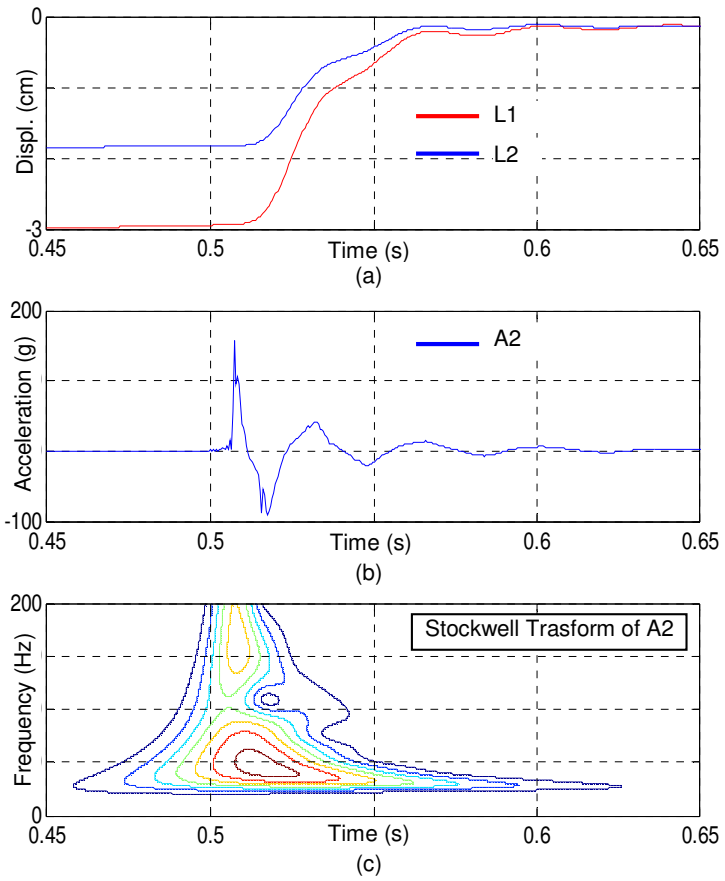 0
Displ. (cm)
L1
L2
-3
0.45 0.5 0.6 0.65
Time (s)
(a)
200
Acceleration (g)
A2
-100
0.45 0.5 0.6 0.65
Time (s)
(b)
200
Frequency (Hz)
Stockwell Trasform of A2
0
0.45 0.5 0.6 0.65
Time (s)
(c)